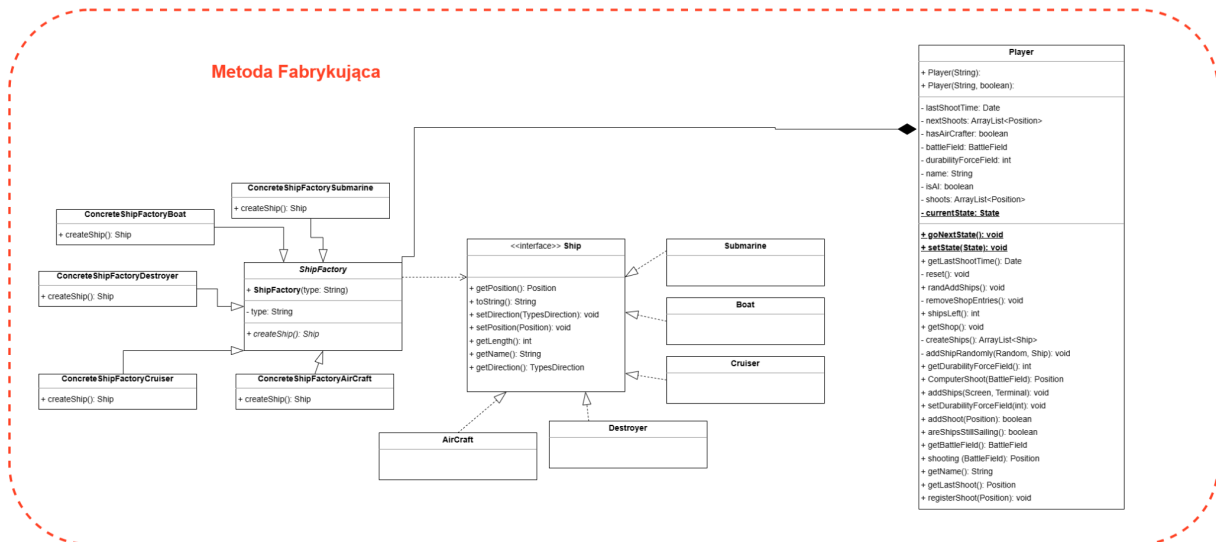 Metoda Fabrykująca
ConcreteShipFactorySubmarine
+ createShip(): Ship
ConcreteShipFactoryBoat
+ createShip(): Ship
ConcreteShipFactoryDestroyer
+ createShip(): Ship
ConcreteShipFactoryCruiser
+ createShip(): Ship
ConcreteShipFactoryAirCraft
+ createShip(): Ship
ShipFactory
+ ShipFactory(type: String)
- type: String
+ createShip(): Ship
<<interface>> Ship
+ getPosition(): Position
+ toString(): String
+ setDirection(TypesDirection): void
+ setPosition(Position): void
+ getLength(): int
+ getName(): String
+ getDirection(): TypesDirection
Submarine
Boat
Cruiser
Destroyer
AirCraft
Player
+ Player(String):
+ Player(String, boolean):
- lastShootTime: Date
- nextShoots: ArrayList<Position>
- hasAirCrafter: boolean
- battleField: BattleField
- durabilityForceField: int
- name: String
- isAI: boolean
- shoots: ArrayList<Position>
- currentState: State
+ goNextState(): void
+ setState(State): void
+ getLastShootTime(): Date
- reset(): void
+ randAddShips(): void
- removeShopEntries(): void
+ shipsLeft(): int
+ getShop(): void
- createShips(): ArrayList<Ship>
- addShipRandomly(Random, Ship): void
+ getDurabilityForceField(): int
+ ComputerShoot(BattleField): Position
+ addShips(Screen, Terminal): void
+ setDurabilityForceField(int): void
+ addShoot(Position): boolean
+ areShipsStillSailing(): boolean
+ getBattleField(): BattleField
+ shooting (BattleField): Position
+ getName(): String
+ getLastShoot(): Position
+ registerShoot(Position): void